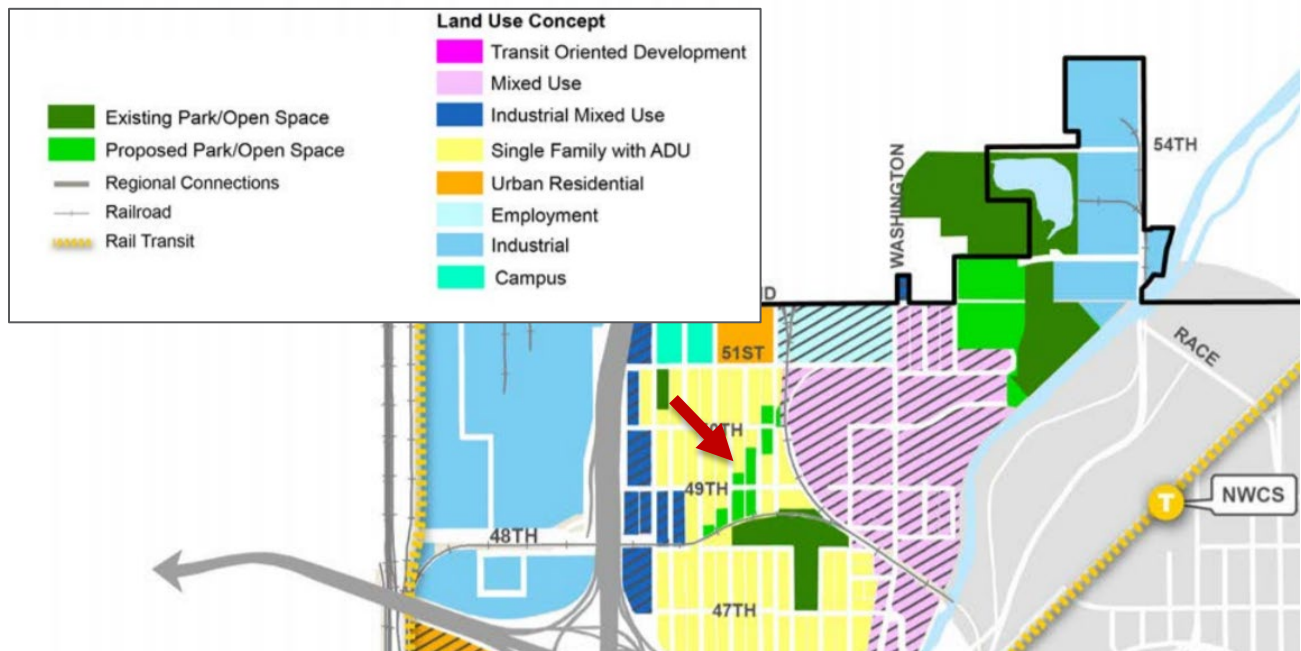 Land Use Concept
Transit Oriented Development
Mixed Use
Industrial Mixed Use
Single Family with ADU
Urban Residential
Employment
Industrial
Campus
Existing Park/Open Space
Proposed Park/Open Space
Regional Connections
Railroad
Rail Transit
54TH
WASHINGTON
51ST
RACE
49TH
T
NWCS
48TH
47TH